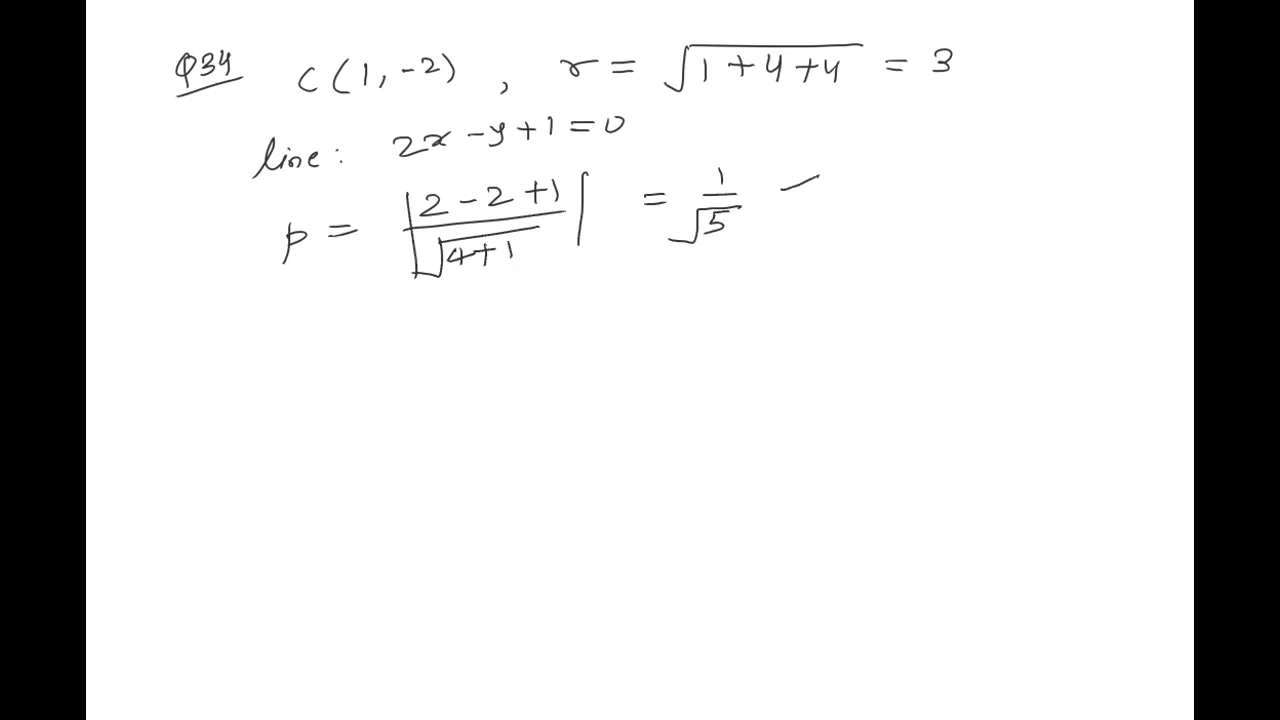 Q34 C(1, -2), r = √(1+4+4) = 3
line: 2x - y + 1 = 0
p = |(2 - 2 + 1)/√(4+1)| = 1/√5